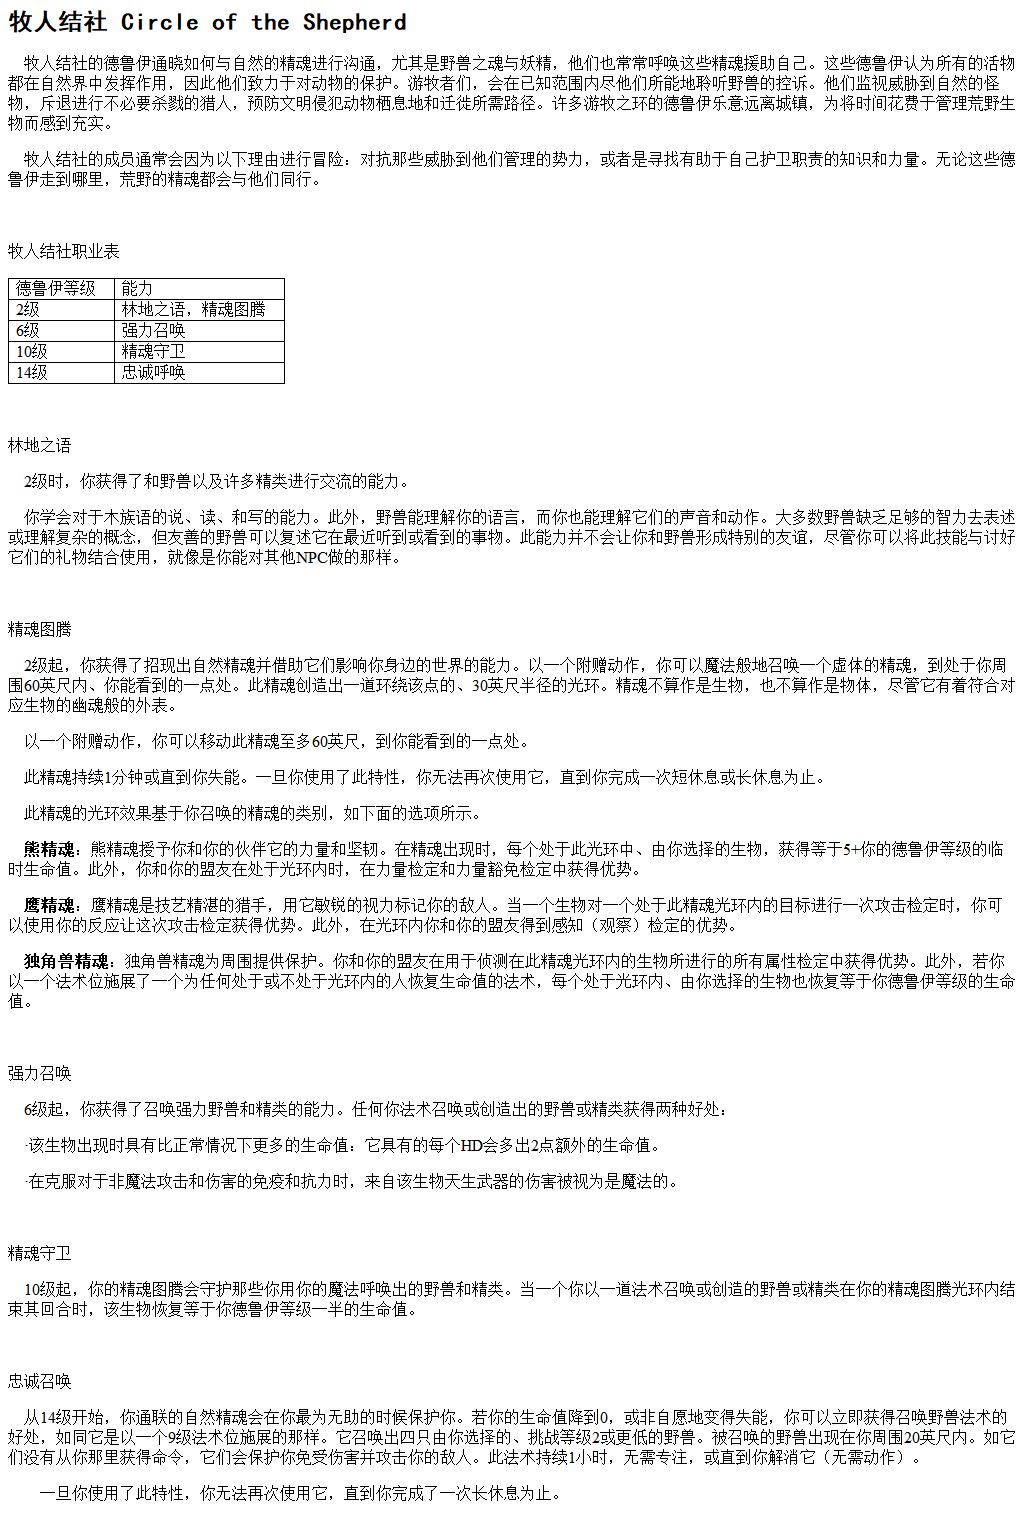 牧人结社 Circle of the Shepherd
牧人结社的德鲁伊通晓如何与自然的精魂进行沟通，尤其是野兽之魂与妖精，他们也常常呼唤这些精魂援助自己。这些德鲁伊认为所有的活物
都在自然界中发挥作用，因此他们致力于对动物的保护。游牧者们，会在已知范围内尽他们所能地聆听野兽的控诉。他们监视威胁到自然的怪
物，斥退进行不必要杀戮的猎人，预防文明侵犯动物栖息地和迁徙所需路径。许多游牧之环的德鲁伊乐意远离城镇，为将时间花费于管理荒野生
物而感到充实。
牧人结社的成员通常会因为以下理由进行冒险：对抗那些威胁到他们管理的势力，或者是寻找有助于自己护卫职责的知识和力量。无论这些德
鲁伊走到哪里，荒野的精魂都会与他们同行。
牧人结社职业表
德鲁伊等级 能力
2级 林地之语，精魂图腾
6级 强力召唤
10级 精魂守卫
14级 忠诚呼唤
林地之语
2级时，你获得了和野兽以及许多精类进行交流的能力。
你学会对于木族语的说、读、和写的能力。此外，野兽能理解你的语言，而你也能理解它们的声音和动作。大多数野兽缺乏足够的智力去表述
或理解复杂的概念，但友善的野兽可以复述它在最近听到或看到的事物。此能力并不会让你和野兽形成特别的友谊，尽管你可以将此技能与讨好
它们的礼物结合使用，就像是你能对其他NPC做的那样。
精魂图腾
2级起，你获得了招现出自然精魂并借助它们影响你身边的世界的能力。以一个附赠动作，你可以魔法般地召唤一个虚体的精魂，到处于你周
围60英尺内、你能看到的一点处。此精魂创造出一道环绕该点的、30英尺半径的光环。精魂不算作是生物，也不算作是物体，尽管它有着符合对
应生物的幽魂般的外表。
以一个附赠动作，你可以移动此精魂至多60英尺，到你能看到的一点处。
此精魂持续1分钟或直到你失能。一旦你使用了此特性，你无法再次使用它，直到你完成一次短休息或长休息为止。
此精魂的光环效果基于你召唤的精魂的类别，如下面的选项所示。
熊精魂：熊精魂授予你和你的伙伴它的力量和坚韧。在精魂出现时，每个处于此光环中、由你选择的生物，获得等于5+你的德鲁伊等级的临
时生命值。此外，你和你的盟友在处于光环内时，在力量检定和力量豁免检定中获得优势。
鹰精魂：鹰精魂是技艺精湛的猎手，用它敏锐的视力标记你的敌人。当一个生物对一个处于此精魂光环内的目标进行一次攻击检定时，你可
以使用你的反应让这次攻击检定获得优势。此外，在光环内你和你的盟友得到感知（观察）检定的优势。
独角兽精魂：独角兽精魂为周围提供保护。你和你的盟友在用于侦测在此精魂光环内的生物所进行的所有属性检定中获得优势。此外，若你
以一个法术位施展了一个为任何处于或不处于光环内的人恢复生命值的法术，每个处于光环内、由你选择的生物也恢复等于你德鲁伊等级的生命
值。
强力召唤
6级起，你获得了召唤强力野兽和精类的能力。任何你法术召唤或创造出的野兽或精类获得两种好处：
·该生物出现时具有比正常情况下更多的生命值：它具有的每个HD会多出2点额外的生命值。
·在克服对于非魔法攻击和伤害的免疫和抗力时，来自该生物天生武器的伤害被视为是魔法的。
精魂守卫
10级起，你的精魂图腾会守护那些你用你的魔法呼唤出的野兽和精类。当一个你以一道法术召唤或创造的野兽或精类在你的精魂图腾光环内结
束其回合时，该生物恢复等于你德鲁伊等级一半的生命值。
忠诚召唤
从14级开始，你通联的自然精魂会在你最为无助的时候保护你。若你的生命值降到0，或非自愿地变得失能，你可以立即获得召唤野兽法术的
好处，如同它是以一个9级法术位施展的那样。它召唤出四只由你选择的、挑战等级2或更低的野兽。被召唤的野兽出现在你周围20英尺内。如它
们没有从你那里获得命令，它们会保护你免受伤害并攻击你的敌人。此法术持续1小时，无需专注，或直到你解消它（无需动作）。
一旦你使用了此特性，你无法再次使用它，直到你完成了一次长休息为止。